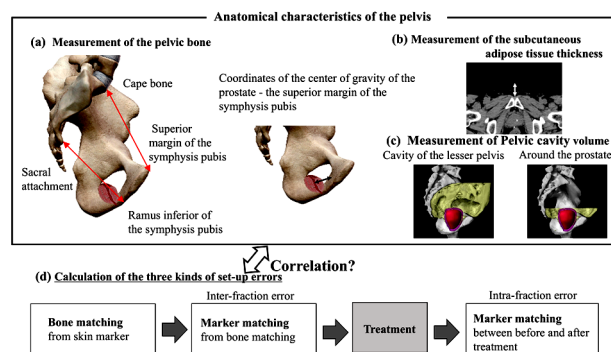 Anatomical characteristics of the pelvis
(a) Measurement of the pelvic bone
Cape bone
Superior
margin of the
symphysis pubis
Sacral
attachment
Ramus inferior of
the symphysis pubis
Coordinates of the center of gravity of the
prostate - the superior margin of the
symphysis pubis
(b) Measurement of the subcutaneous
adipose tissue thickness
(c) Measurement of Pelvic cavity volume
Cavity of the lesser pelvis
Around the prostate
Correlation?
(d) Calculation of the three kinds of set-up errors
Inter-fraction error
Intra-fraction error
Bone matching
from skin marker
Marker matching
from bone matching
Treatment
Marker matching
between before and after
treatment